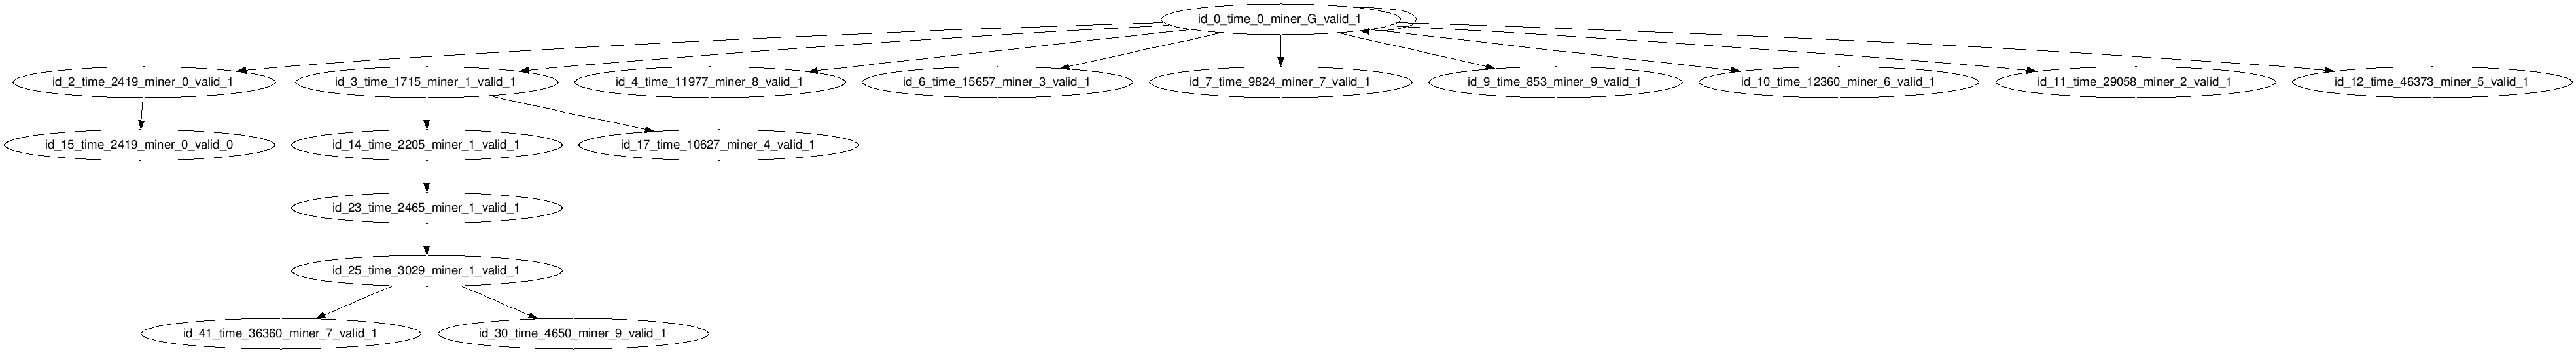 id_0_time_0_miner_G_valid_1
id_2_time_2419_miner_0_valid_1
id_3_time_1715_miner_1_valid_1
id_4_time_11977_miner_8_valid_1
id_6_time_15657_miner_3_valid_1
id_7_time_9824_miner_7_valid_1
id_9_time_853_miner_9_valid_1
id_10_time_12360_miner_6_valid_1
id_11_time_29058_miner_2_valid_1
id_12_time_46373_miner_5_valid_1
id_15_time_2419_miner_0_valid_0
id_14_time_2205_miner_1_valid_1
id_17_time_10627_miner_4_valid_1
id_23_time_2465_miner_1_valid_1
id_25_time_3029_miner_1_valid_1
id_41_time_36360_miner_7_valid_1
id_30_time_4650_miner_9_valid_1